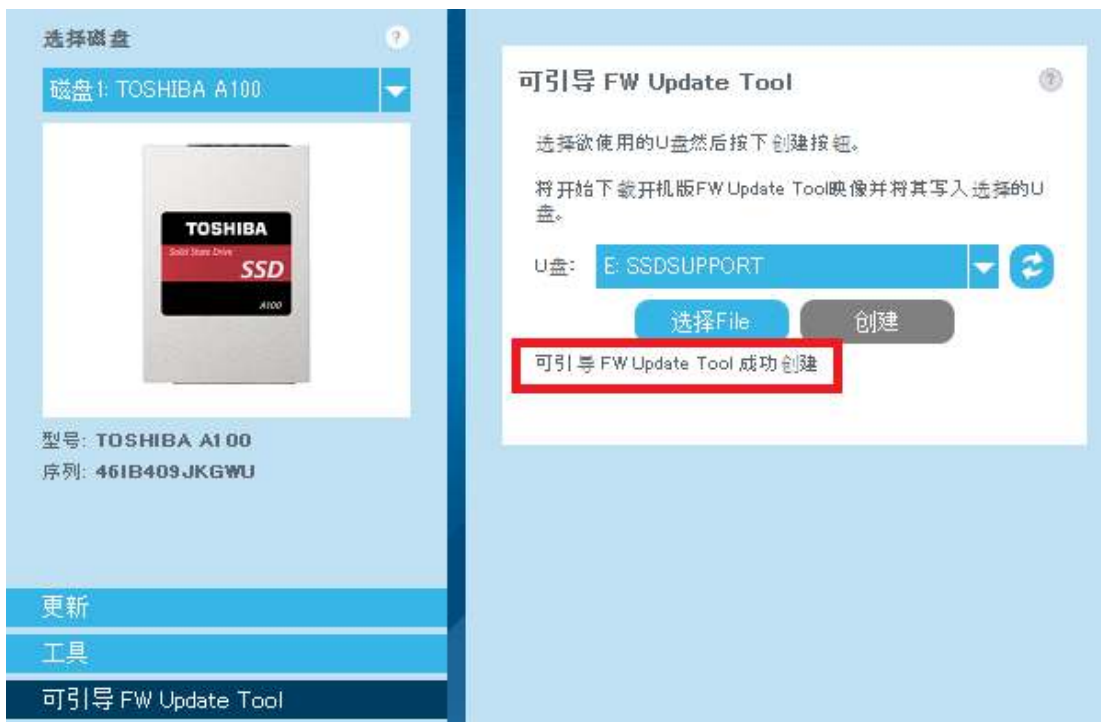 选择磁盘
?
磁盘1: TOSHIBA A100
TOSHIBA
Solid State Drive
SSD
A100
型号: TOSHIBA A100
序列: 46IB409JKGWU
更新
工具
可引导 FW Update Tool
可引导 FW Update Tool
?
选择欲使用的U盘然后按下创建按钮。
将开始下载开机版FW Update Tool映像并将其写入选择的U
盘。
U盘: E: SSDSUPPORT
选择File 创建
可引导 FW Update Tool 成功创建